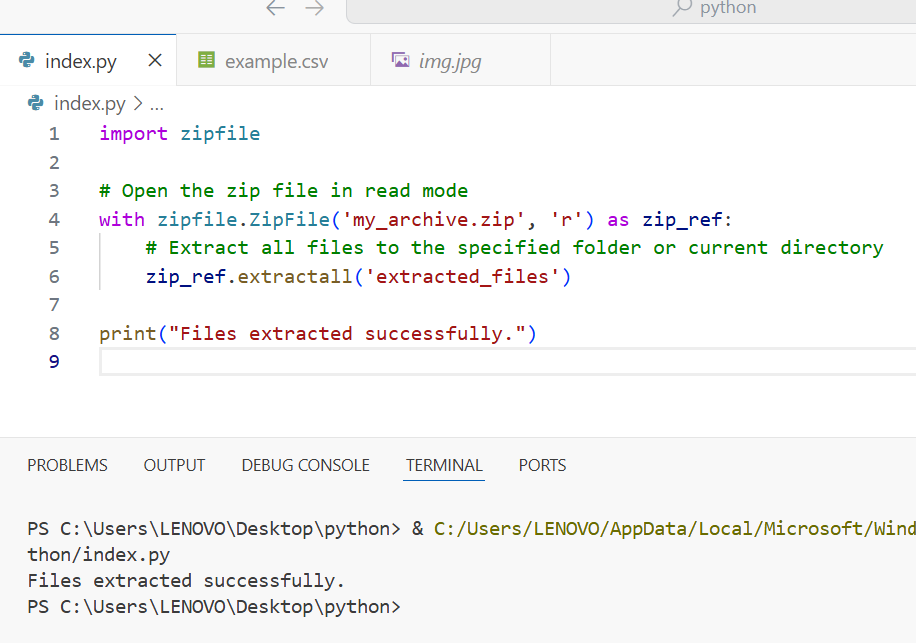 python
index.py
example.csv
img.jpg
index.py > ...
1 import zipfile
2
3 # Open the zip file in read mode
4 with zipfile.ZipFile('my_archive.zip', 'r') as zip_ref:
5     # Extract all files to the specified folder or current directory
6     zip_ref.extractall('extracted_files')
7
8 print("Files extracted successfully.")
9
PROBLEMS OUTPUT DEBUG CONSOLE TERMINAL PORTS
PS C:\Users\LENOVO\Desktop\python> & C:/Users/LENOVO/AppData/Local/Microsoft/Wind
thon/index.py
Files extracted successfully.
PS C:\Users\LENOVO\Desktop\python>